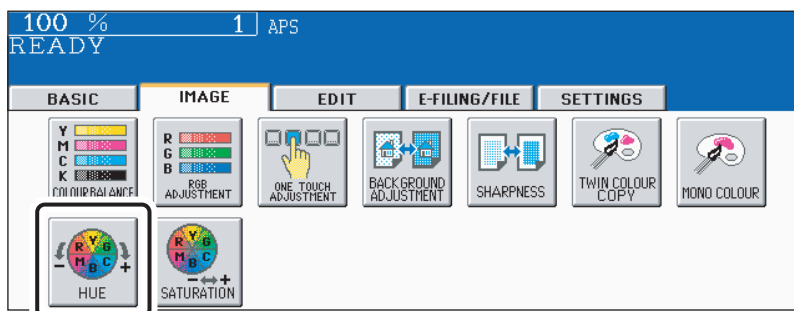 100 % 1 APS
READY
BASIC IMAGE EDIT E-FILING/FILE SETTINGS
Y
M
C
K
COLOUR BALANCE
R
G
B
RGB
ADJUSTMENT
ONE TOUCH
ADJUSTMENT
BACKGROUND
ADJUSTMENT
SHARPNESS
TWIN COLOUR
COPY
MONO COLOUR
R Y G
M B C
- +
HUE
R Y G
M B C
- +
SATURATION